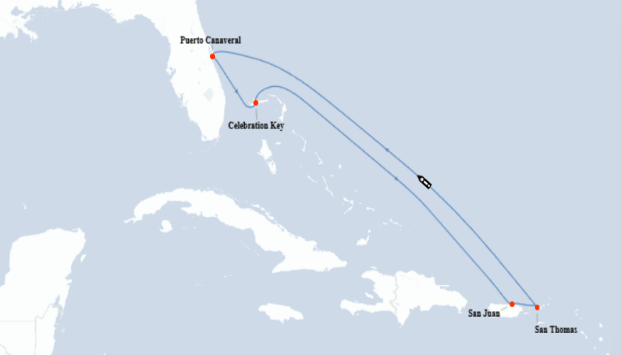 Puerto Canaveral
Celebration Key
San Juan
San Thomas